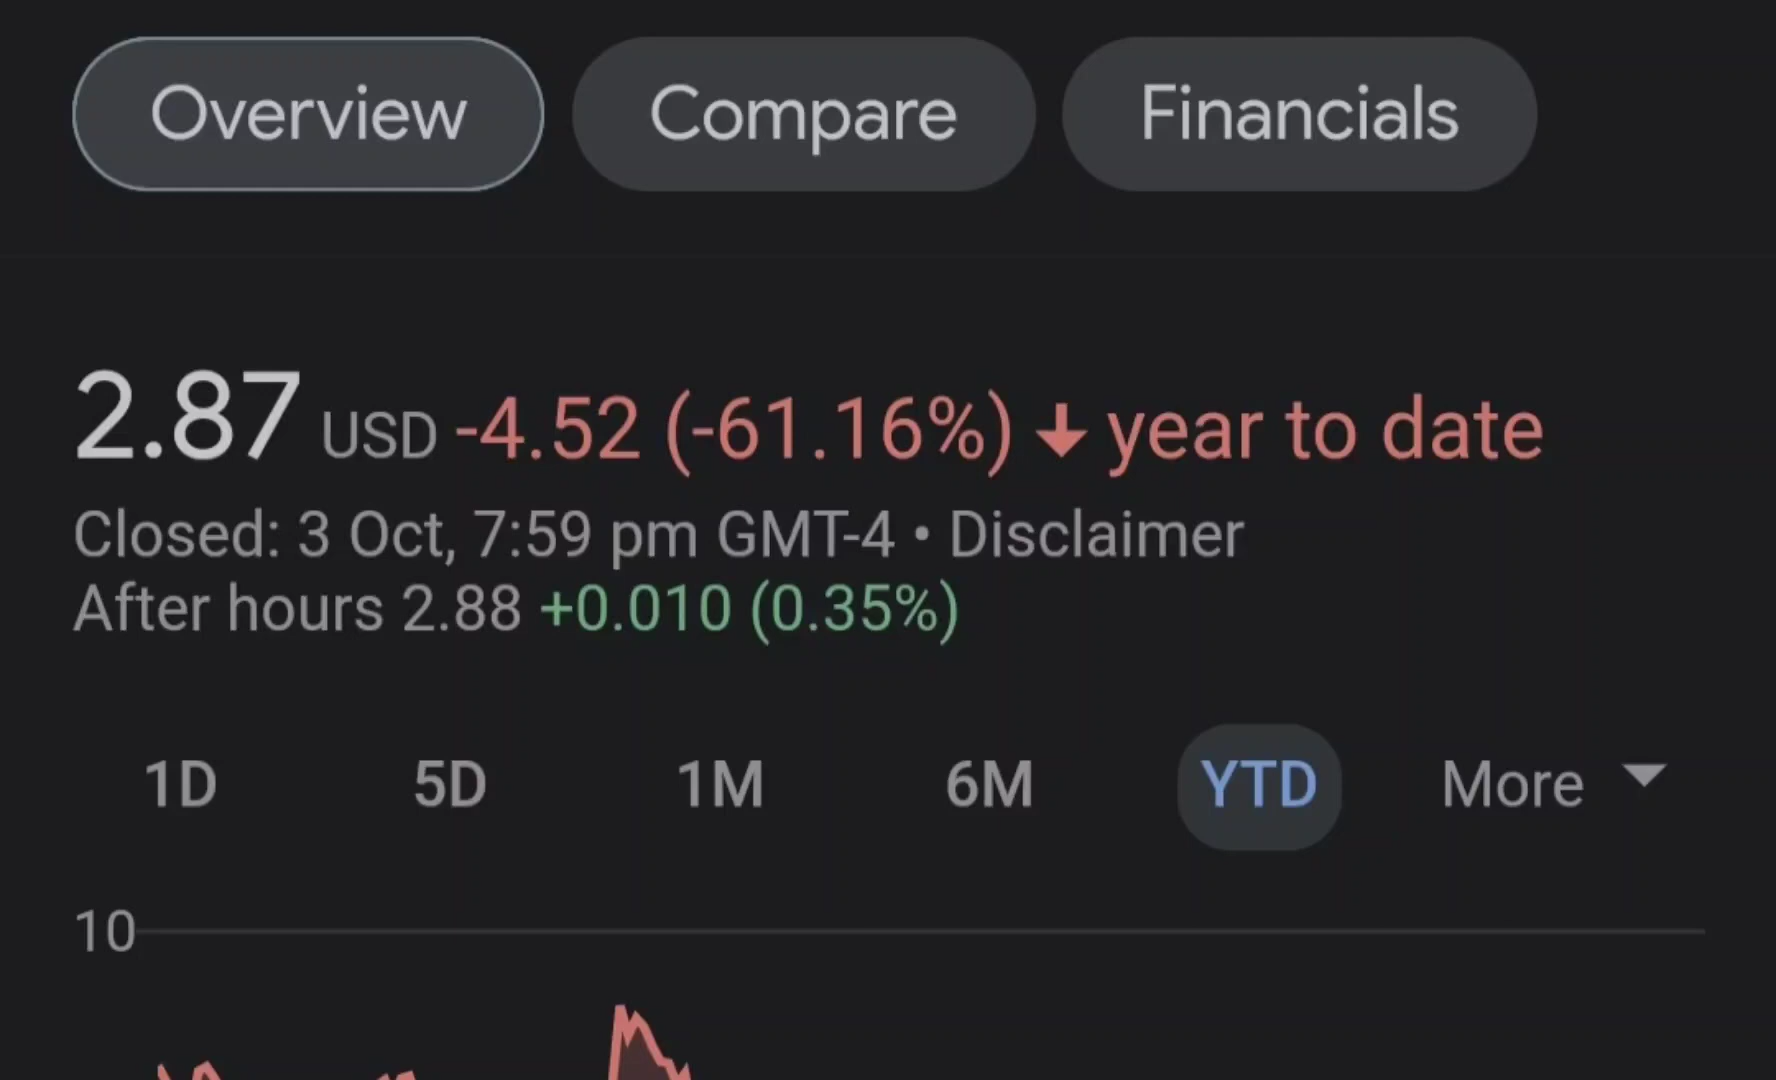 Overview Compare Financials
2.87 USD -4.52 (-61.16%) ↓ year to date
Closed: 3 Oct, 7:59 pm GMT-4 • Disclaimer
After hours 2.88 +0.010 (0.35%)
1D 5D 1M 6M YTD More
10